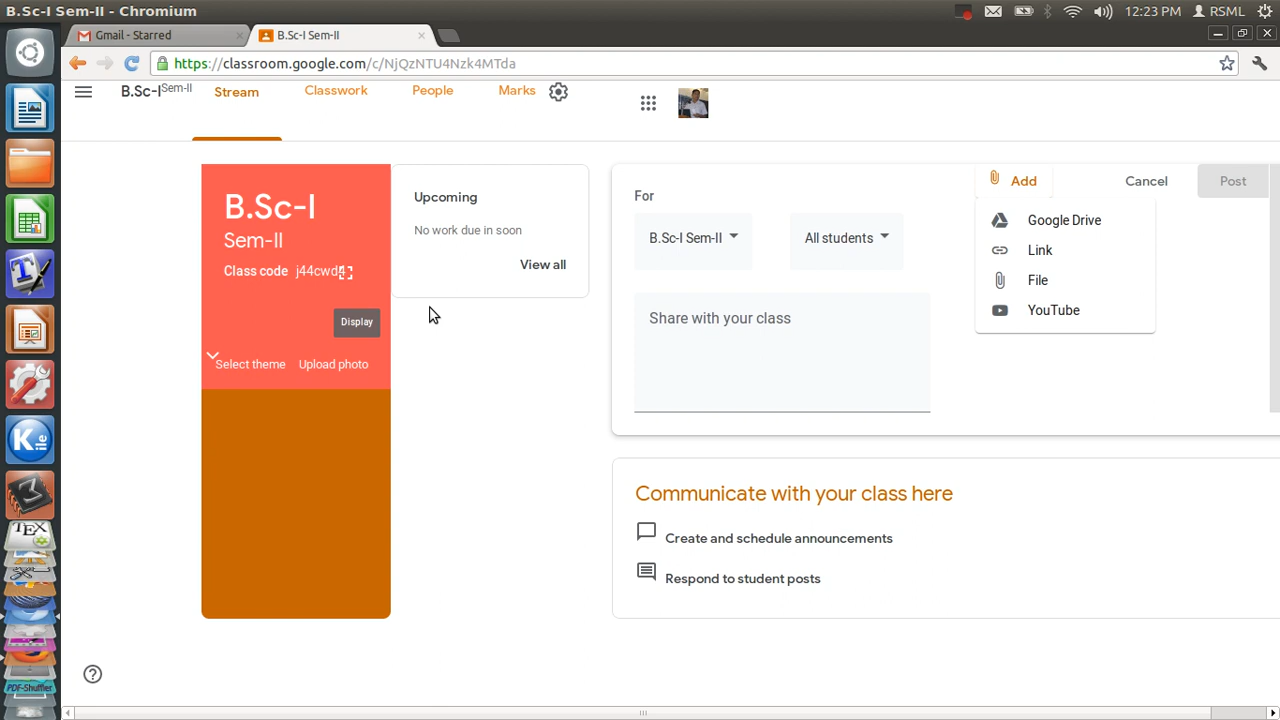 B.Sc-I Sem-II - Chromium
12:23 PM
RSML
Gmail - Starred
B.Sc-I Sem-II
https://classroom.google.com/c/NjQzNTU4Nzk4MTda
B.Sc-I Sem-II
Stream
Classwork
People
Marks
B.Sc-I
Sem-II
Class code j44cwd4
Display
Select theme
Upload photo
Upcoming
No work due in soon
View all
For
B.Sc-I Sem-II
All students
Share with your class
Add
Cancel
Post
Google Drive
Link
File
YouTube
Communicate with your class here
Create and schedule announcements
Respond to student posts
TEX
PDF-Shuffler